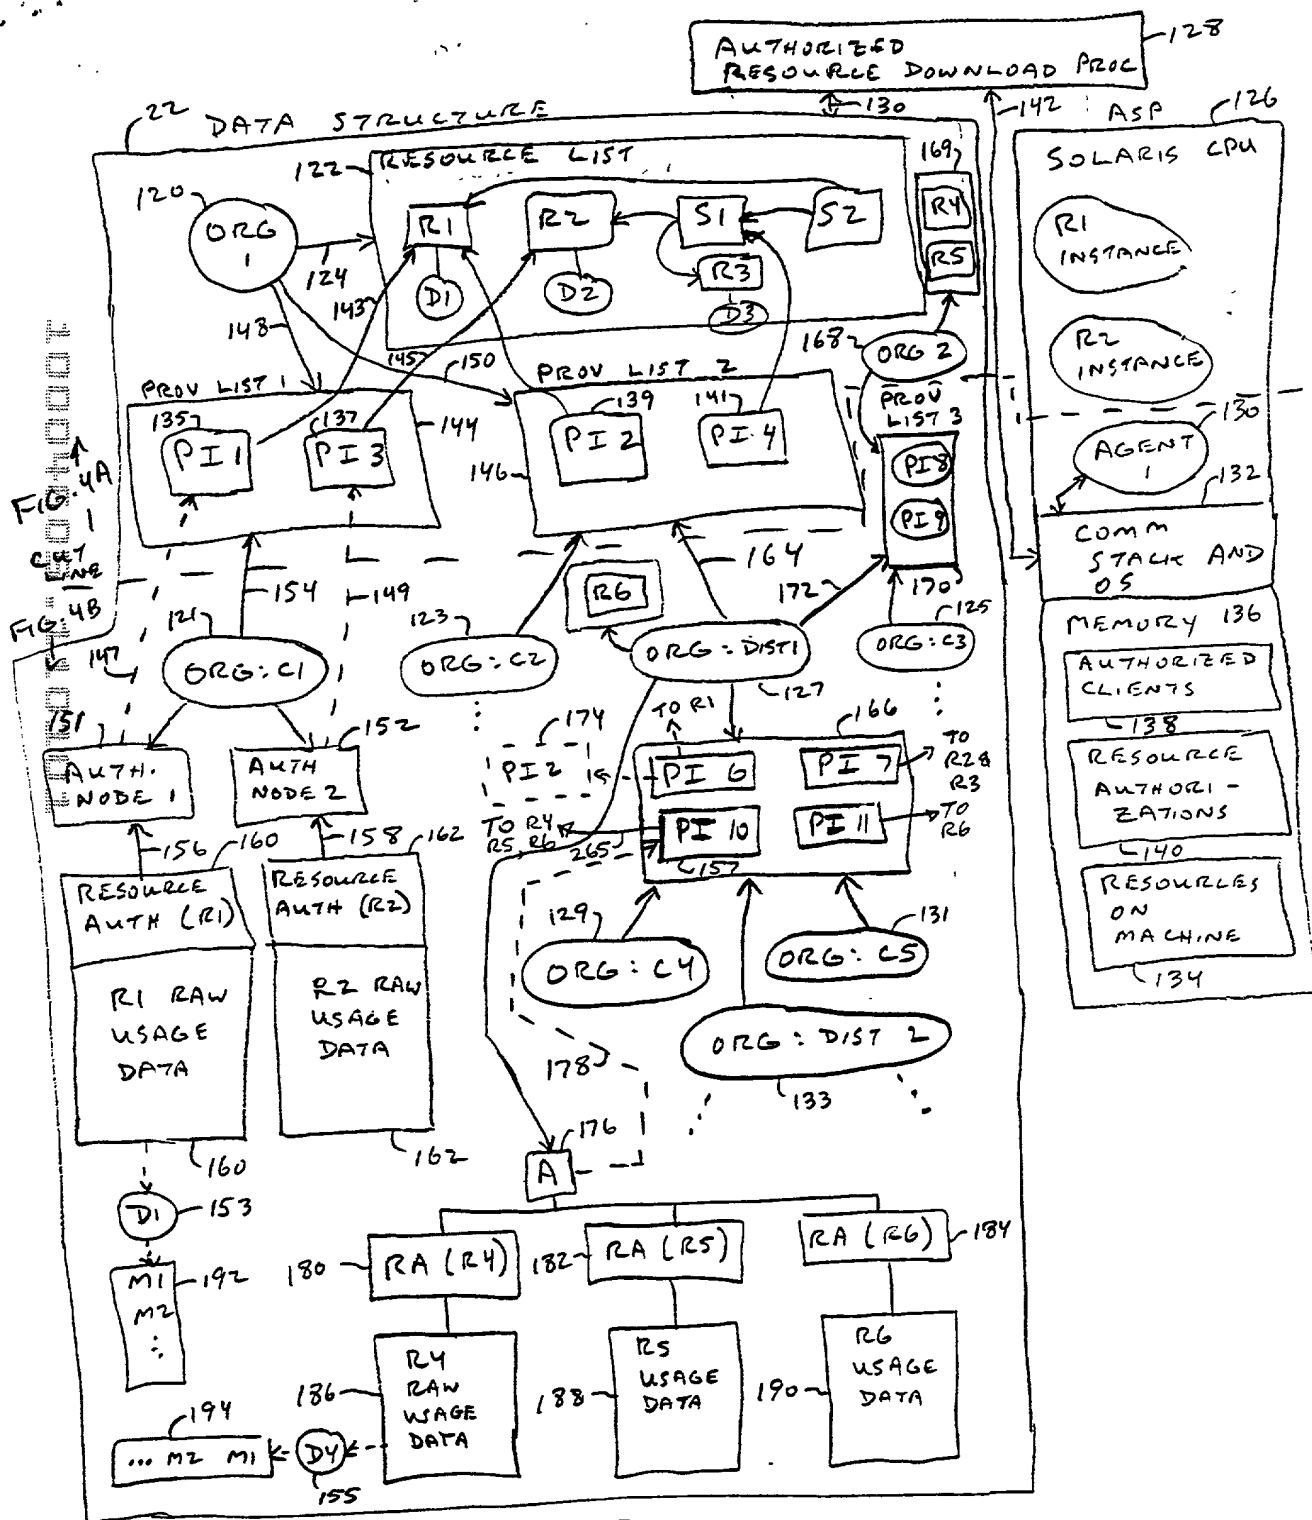 AUTHORIZED
RESOURCE DOWNLOAD PROC
128
22
DATA STRUCTURE
130
142
ASP
126
122
RESOURCE LIST
169
SOLARIS CPU
120
ORG
1
124
R1
R2
S1
S2
R3
D1
D2
D3
R4
R5
R1
INSTANCE
R2
INSTANCE
148
143
145
150
168
ORG 2
PROV LIST 1
PROV LIST 2
PROV
LIST 3
135
PI 1
137
PI 3
144
139
PI 2
141
PI 4
146
PI 8
PI 9
170
130
AGENT
1
132
COMM
STACK AND
OS
FIG. 4A
CUT
LINE
FIG. 4B
154
149
164
172
R6
147
121
ORG: C1
123
ORG: C2
ORG: DIST1
127
125
ORG: C3
MEMORY 136
AUTHORIZED
CLIENTS
138
RESOURCE
AUTHORI-
ZATIONS
140
RESOURCES
ON
MACHINE
134
151
AUTH.
NODE 1
152
AUTH
NODE 2
174
PI 2
TO R1
166
PI 6
PI 7
TO
R2 &
R3
PI 10
PI 11
TO
R6
TO R4
R5 R6
265
157
156
160
158
162
RESOURCE
AUTH (R1)
RESOURCE
AUTH (R2)
R1 RAW
USAGE
DATA
R2 RAW
USAGE
DATA
160
162
129
ORG: C4
131
ORG: C5
ORG: DIST 2
133
178
176
A
D1
153
M1
M2
192
180
RA (R4)
182
RA (R5)
RA (R6)
184
186
R4
RAW
USAGE
DATA
188
R5
USAGE
DATA
190
R6
USAGE
DATA
194
... M2 M1
D4
155